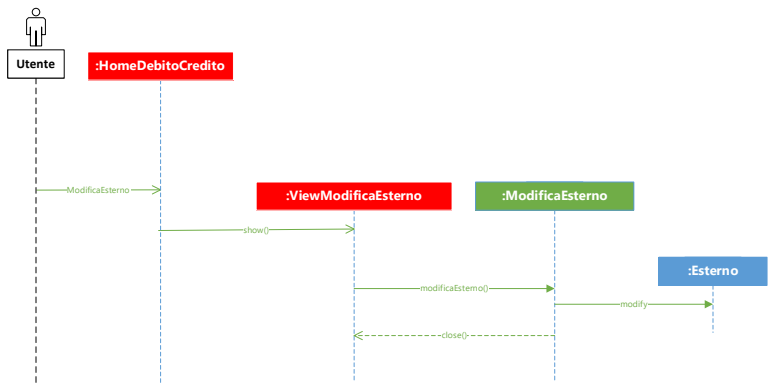 Utente
:HomeDebitoCredito
ModificaEsterno
:ViewModificaEsterno
:ModificaEsterno
show()
:Esterno
modificaEsterno()
modify
close()